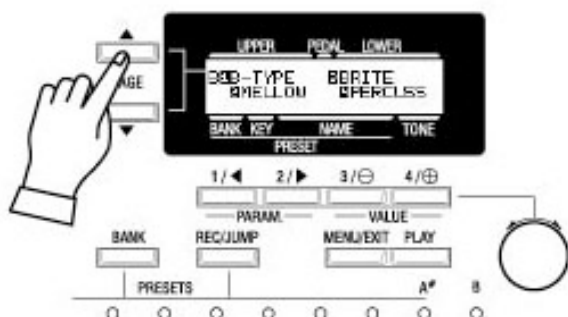 UPPER PEDAL LOWER
B-TYPE BRITE
MELLOW PERCUSS
BANK KEY NAME TONE
PRESET
PAGE
1/◀ 2/▶ 3/⊖ 4/⊕
PARAM. VALUE
BANK REC/JUMP MENU/EXIT PLAY
PRESETS A# B